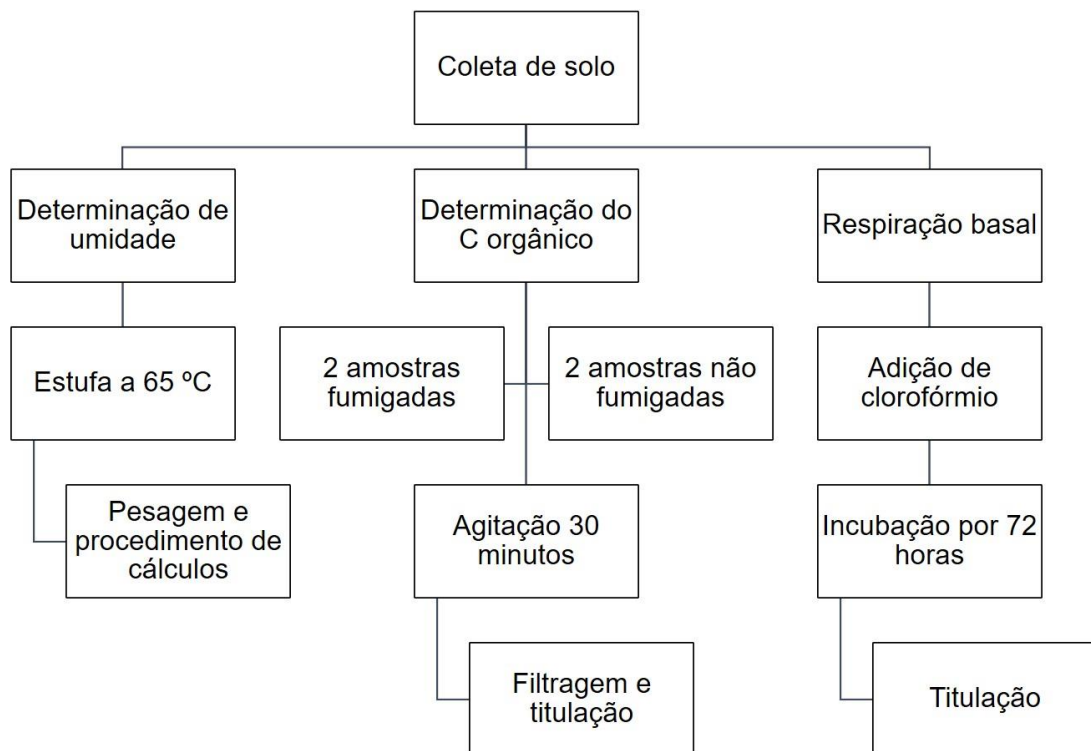 Coleta de solo
Determinação de
umidade
Determinação do
C orgânico
Respiração basal
Estufa a 65 ºC
2 amostras
fumigadas
2 amostras não
fumigadas
Adição de
clorofórmio
Pesagem e
procedimento de
cálculos
Agitação 30
minutos
Incubação por 72
horas
Filtragem e
titulação
Titulação